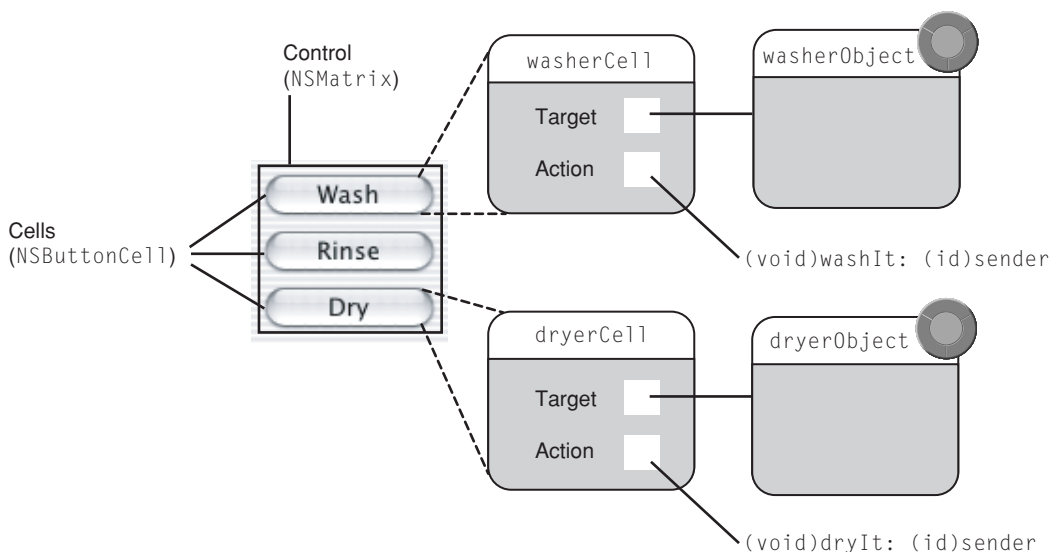 Control
(NSMatrix)
washerCell
washerObject
Target
Action
Wash
Cells
(NSButtonCell)
Rinse
(void)washIt: (id)sender
Dry
dryerCell
dryerObject
Target
Action
(void)dryIt: (id)sender